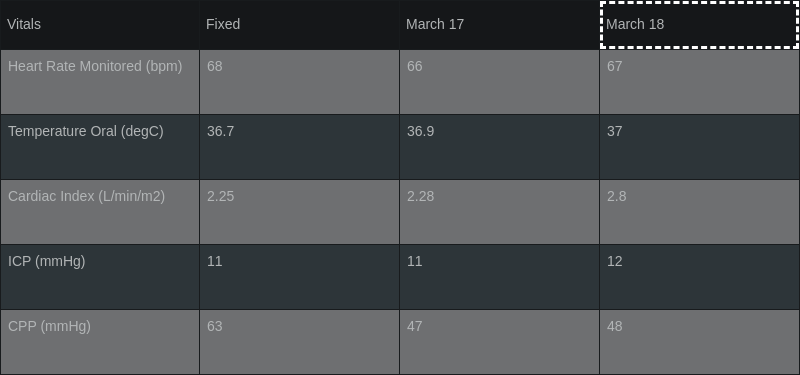 Vitals Fixed March 17 March 18
Heart Rate Monitored (bpm) 68 66 67
Temperature Oral (degC) 36.7 36.9 37
Cardiac Index (L/min/m2) 2.25 2.28 2.8
ICP (mmHg) 11 11 12
CPP (mmHg) 63 47 48